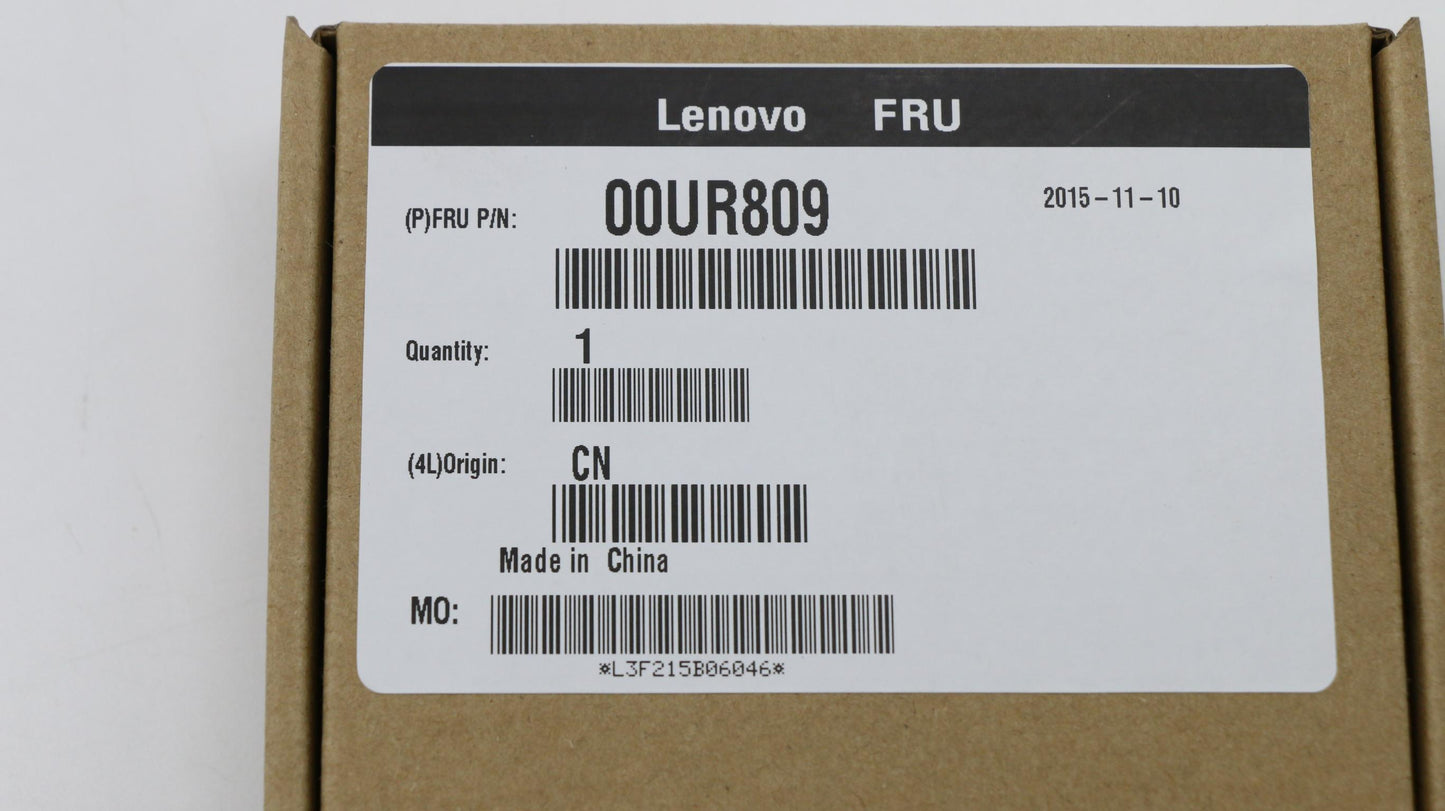 Lenovo FRU
(P)FRU P/N: 00UR809 2015-11-10
Quantity: 1
(4L)Origin: CN
Made in China
MO:
*L3F215B06046*